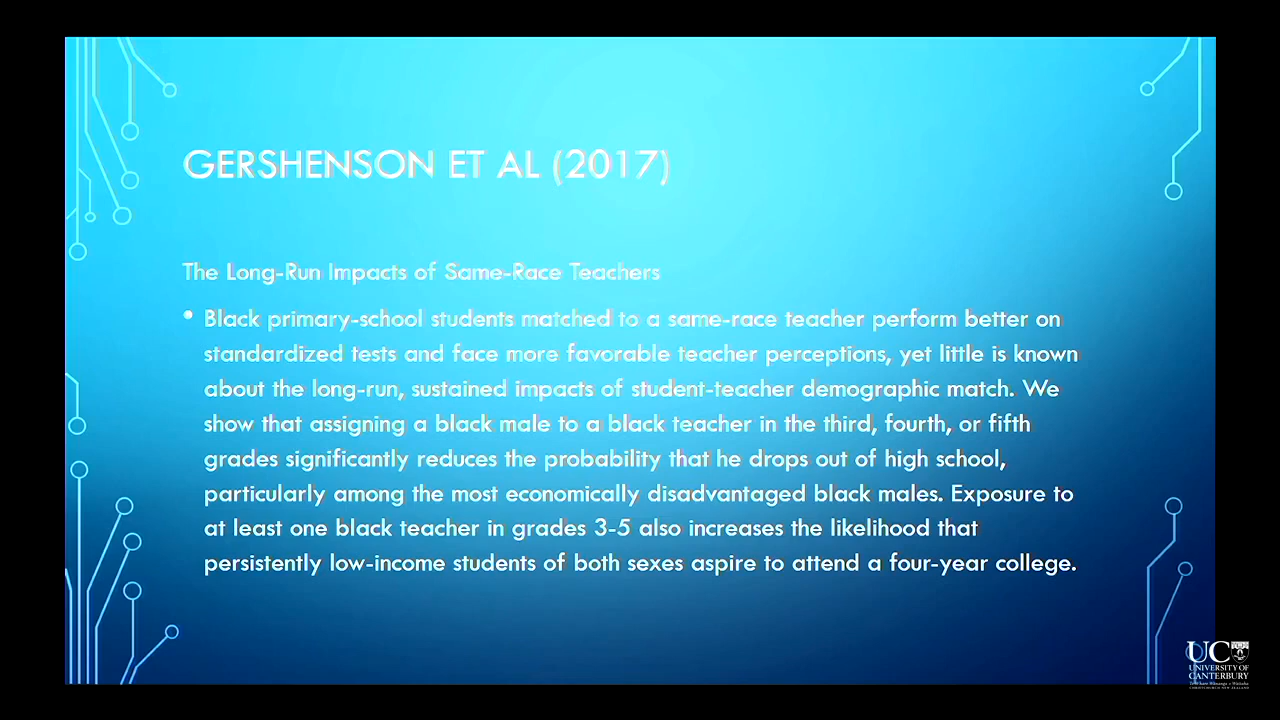 GERSHENSON ET AL (2017)
The Long-Run Impacts of Same-Race Teachers
• Black primary-school students matched to a same-race teacher perform better on
standardized tests and face more favorable teacher perceptions, yet little is known
about the long-run, sustained impacts of student-teacher demographic match. We
show that assigning a black male to a black teacher in the third, fourth, or fifth
grades significantly reduces the probability that he drops out of high school,
particularly among the most economically disadvantaged black males. Exposure to
at least one black teacher in grades 3-5 also increases the likelihood that
persistently low-income students of both sexes aspire to attend a four-year college.
UC
UNIVERSITY OF
CANTERBURY